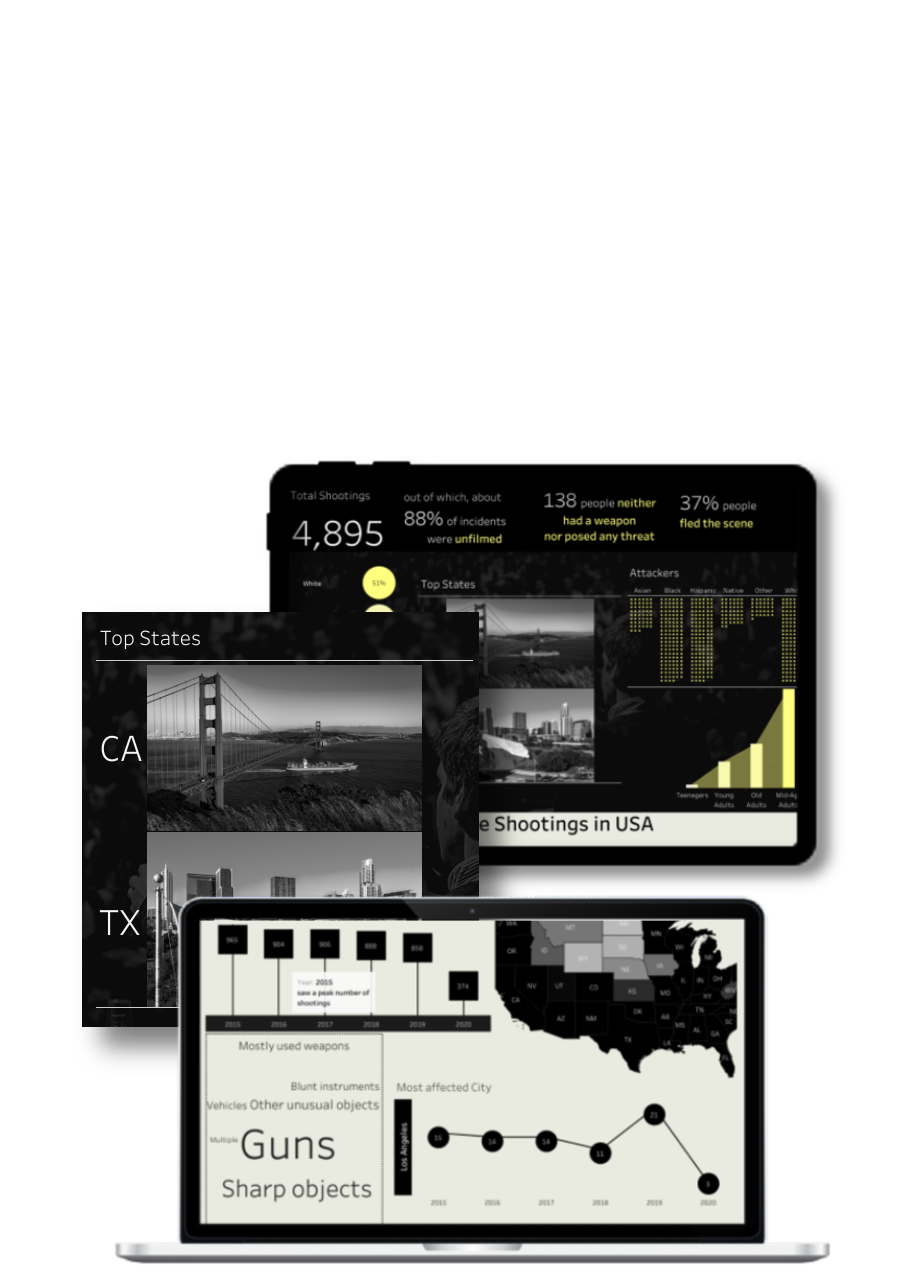 Total Shootings
4,895
out of which, about
88% of incidents
were unfilmed
138 people neither
had a weapon
nor posed any threat
37% people
fled the scene
White
51%
Top States
Attackers
Asian Black Hispanic Native Other
Teenagers Young Adults Old Adults
e Shootings in USA
Top States
CA
TX
965 904 906 888 858 374
Year: 2015
saw a peak number of
shootings
2015 2016 2017 2018 2019 2020
WA MT MN
OR ID SD WI MI
WY IA
NV UT CO NE IL IN OH
CA KS MO KY
AZ NM OK AR TN
TX LA MS AL GA SC
FL
Mostly used weapons
Blunt instruments
Vehicles Other unusual objects
Multiple Guns
Sharp objects
Most affected City
Los Angeles
15 14 14 11 21 3
2015 2016 2017 2018 2019 2020